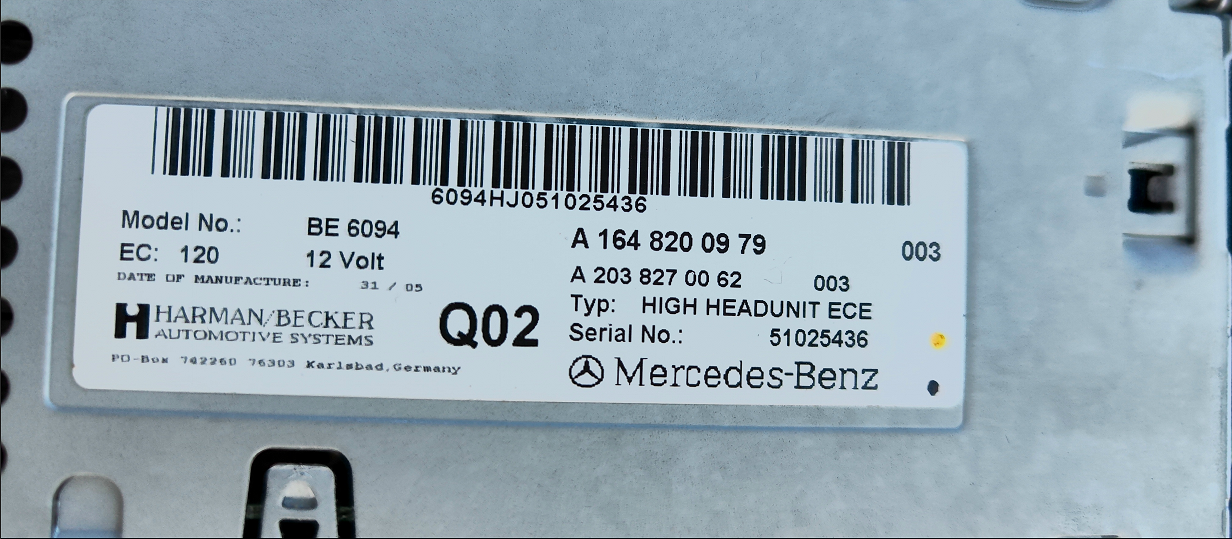 6094HJ051025436
Model No.: BE 6094
EC: 120 12 Volt
DATE OF MANUFACTURE: 31 / 05
HARMAN/BECKER
AUTOMOTIVE SYSTEMS
PO-Box 742260 76303 Karlsbad,Germany
Q02
A 164 820 09 79 003
A 203 827 00 62 003
Typ: HIGH HEADUNIT ECE
Serial No.: 51025436
Mercedes-Benz